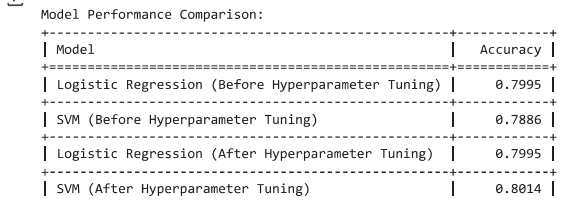 Model Performance Comparison:
+--------------------------------------------------+------------+
| Model | Accuracy |
+==================================================+============+
| Logistic Regression (Before Hyperparameter Tuning) | 0.7995 |
+--------------------------------------------------+------------+
| SVM (Before Hyperparameter Tuning) | 0.7886 |
+--------------------------------------------------+------------+
| Logistic Regression (After Hyperparameter Tuning) | 0.7995 |
+--------------------------------------------------+------------+
| SVM (After Hyperparameter Tuning) | 0.8014 |